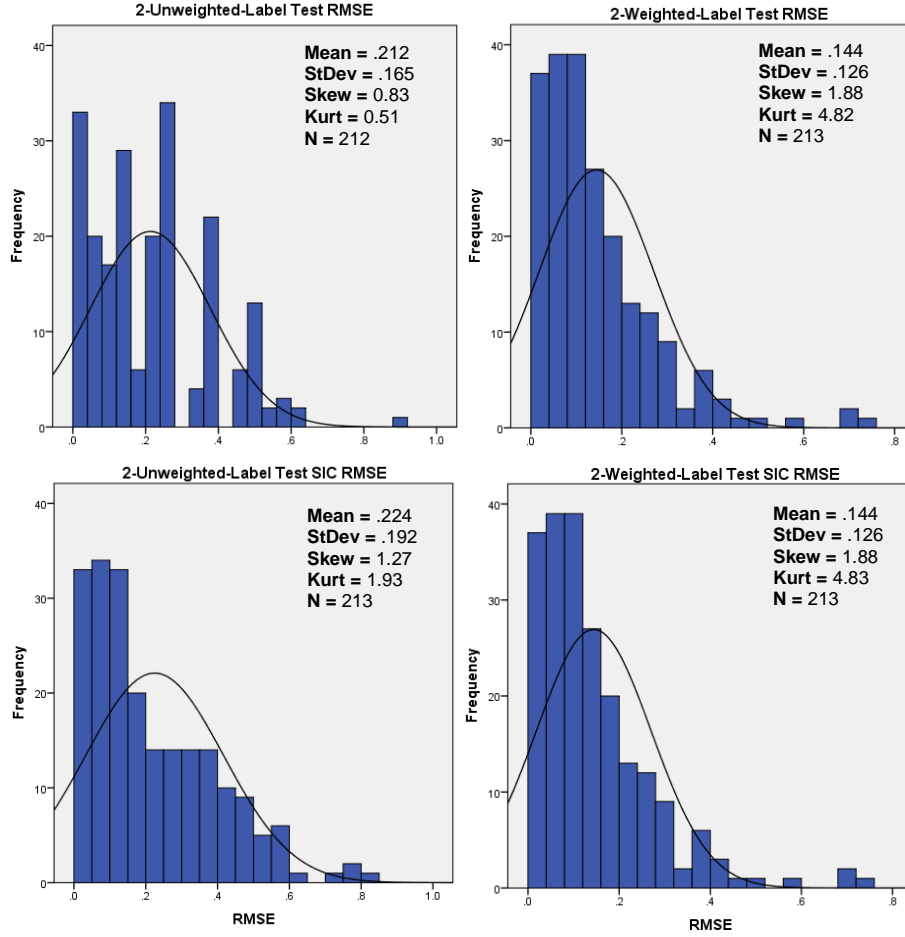 2-Unweighted-Label Test RMSE
Mean = .212
StDev = .165
Skew = 0.83
Kurt = 0.51
N = 212
Frequency
40
30
20
10
0
.0 .2 .4 .6 .8 1.0
2-Weighted-Label Test RMSE
Mean = .144
StDev = .126
Skew = 1.88
Kurt = 4.82
N = 213
Frequency
40
30
20
10
0
.0 .2 .4 .6 .8
2-Unweighted-Label Test SIC RMSE
Mean = .224
StDev = .192
Skew = 1.27
Kurt = 1.93
N = 213
Frequency
40
30
20
10
0
.0 .2 .4 .6 .8 1.0
RMSE
2-Weighted-Label Test SIC RMSE
Mean = .144
StDev = .126
Skew = 1.88
Kurt = 4.83
N = 213
Frequency
40
30
20
10
0
.0 .2 .4 .6 .8
RMSE